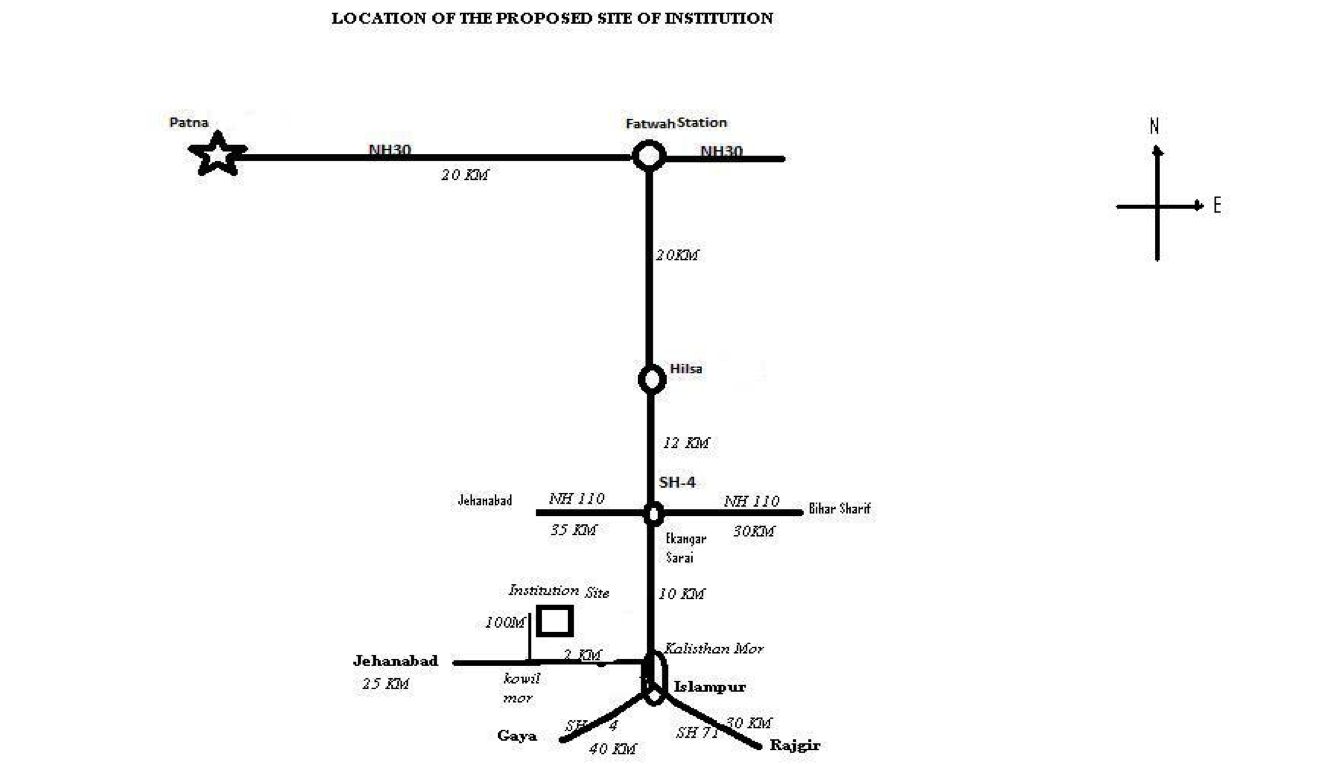 LOCATION OF THE PROPOSED SITE OF INSTITUTION
Patna
Fatwah Station
N
NH30
NH30
20 KM
E
20KM
Hilsa
12 KM
SH-4
Jehanabad
NH 110
NH 110
Bihar Sharif
35 KM
30KM
Ekangar
Sarai
Institution Site
10 KM
100M
2 KM
Kalisthan Mor
Jehanabad
25 KM
kowil
mor
Islampur
SH 4
SH 71
30 KM
Gaya
40 KM
Rajgir